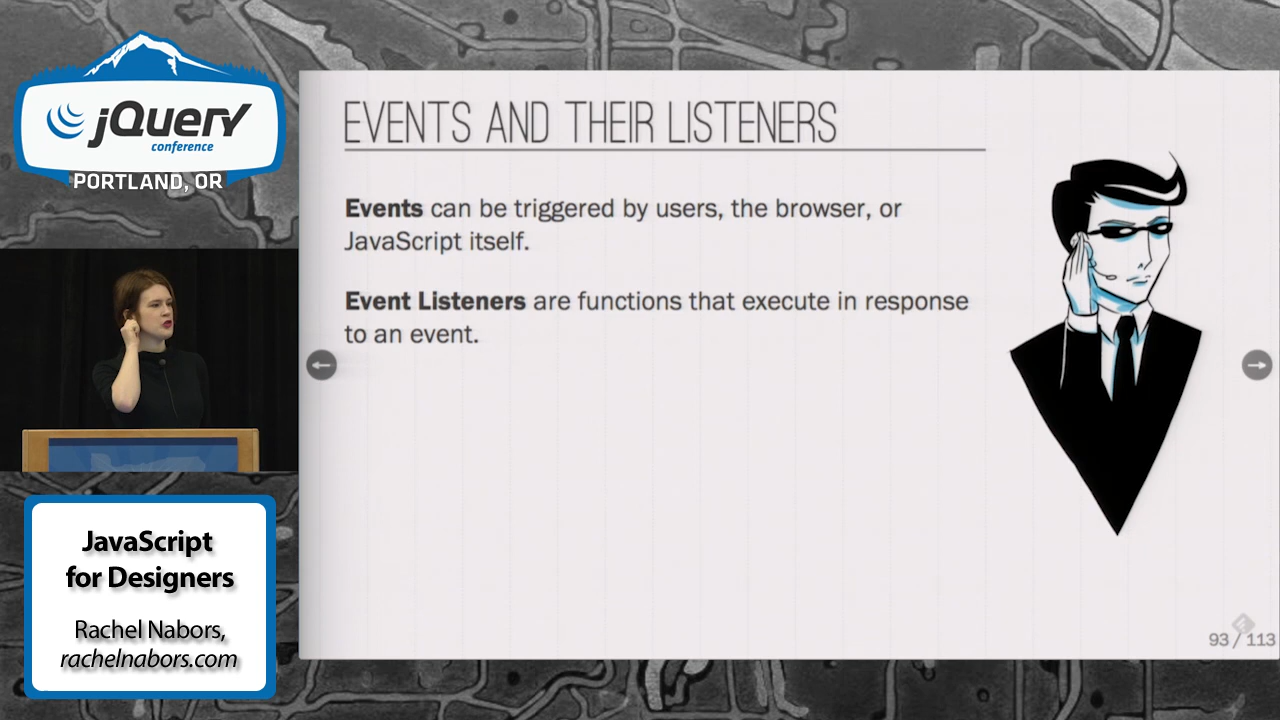 jQuery
conference
PORTLAND, OR
EVENTS AND THEIR LISTENERS
Events can be triggered by users, the browser, or
JavaScript itself.
Event Listeners are functions that execute in response
to an event.
93 / 113
JavaScript
for Designers
Rachel Nabors,
rachelnabors.com